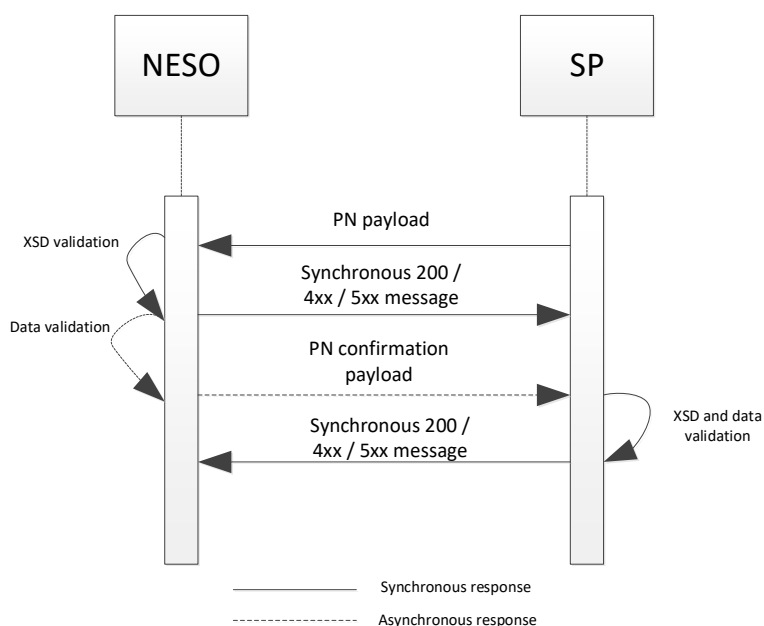 NESO
SP
PN payload
XSD validation
Synchronous 200 /
4xx / 5xx message
Data validation
PN confirmation
payload
XSD and data
validation
Synchronous 200 /
4xx / 5xx message
Synchronous response
Asynchronous response